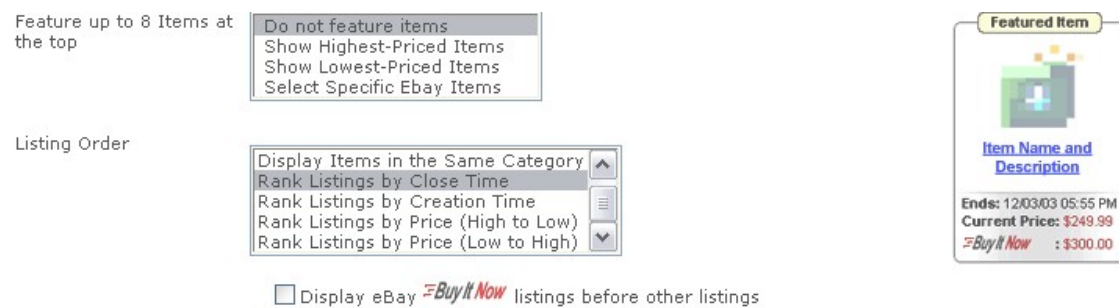 Feature up to 8 Items at
the top
Do not feature items
Show Highest-Priced Items
Show Lowest-Priced Items
Select Specific Ebay Items
Listing Order
Display Items in the Same Category
Rank Listings by Close Time
Rank Listings by Creation Time
Rank Listings by Price (High to Low)
Rank Listings by Price (Low to High)
Display eBay Buy It Now listings before other listings
Featured Item
Item Name and
Description
Ends: 12/03/03 05:55 PM
Current Price: $249.99
Buy It Now : $300.00